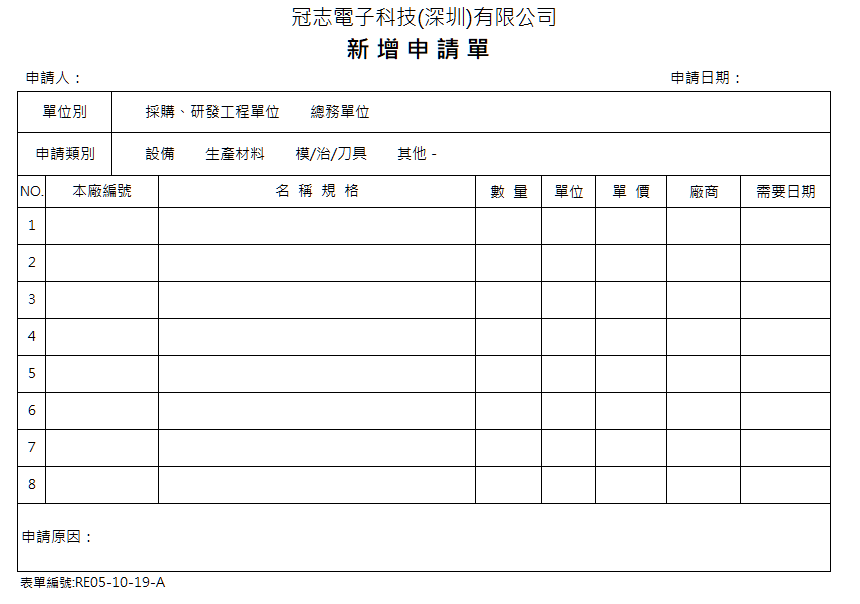 冠志電子科技(深圳)有限公司
新增申請單
申請人： 申請日期：
單位別 採購、研發工程單位 總務單位
申請類別 設備 生產材料 模/治/刀具 其他 -
NO. 本廠編號 名稱規格 數量 單位 單價 廠商 需要日期
1
2
3
4
5
6
7
8
申請原因：
表單編號:RE05-10-19-A